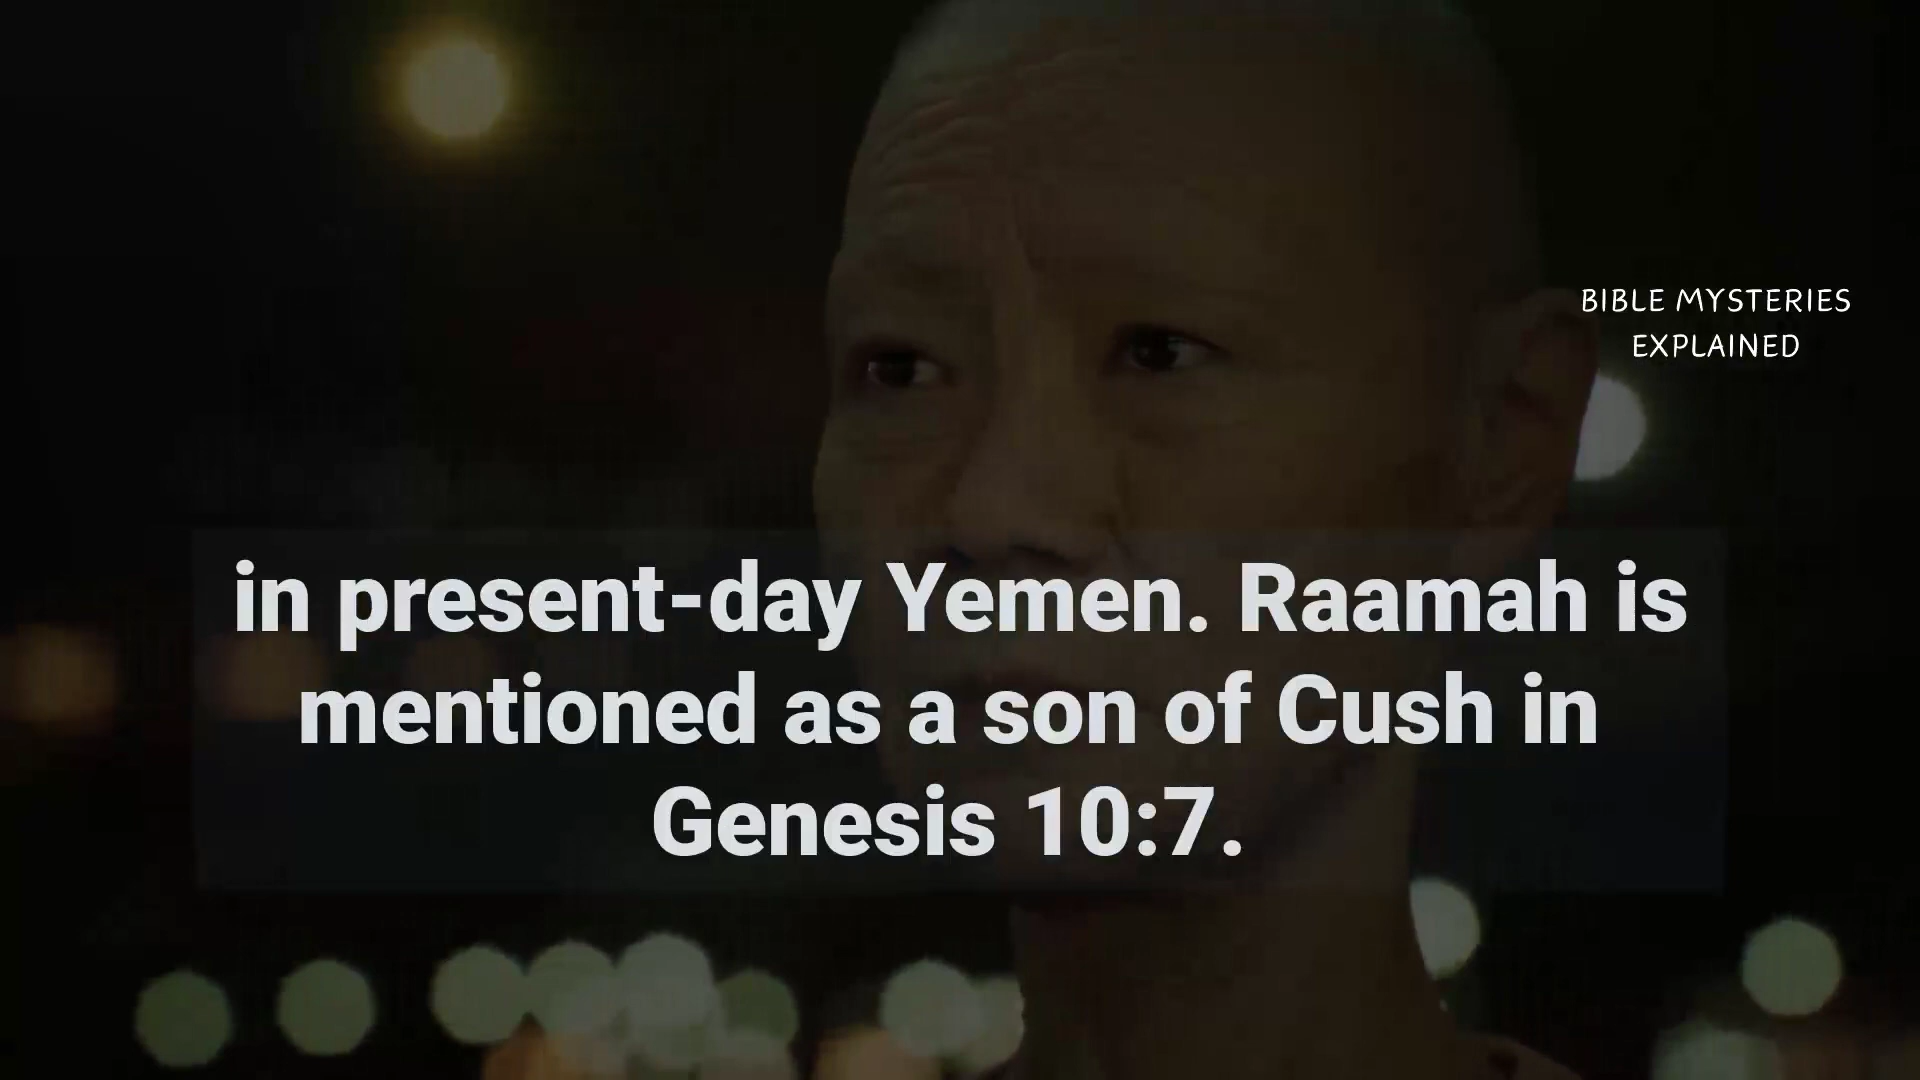 BIBLE MYSTERIES
EXPLAINED
in present-day Yemen. Raamah is
mentioned as a son of Cush in
Genesis 10:7.